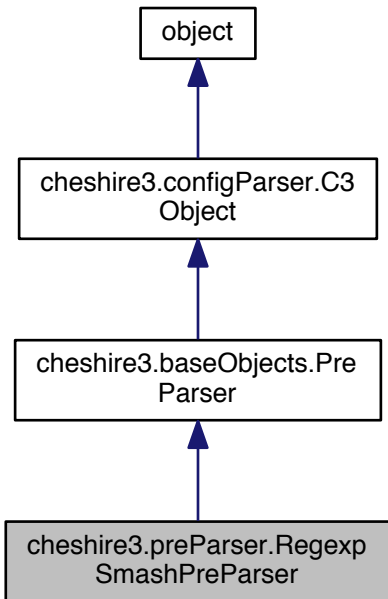 object
cheshire3.configParser.C3
Object
cheshire3.baseObjects.Pre
Parser
cheshire3.preParser.Regexp
SmashPreParser